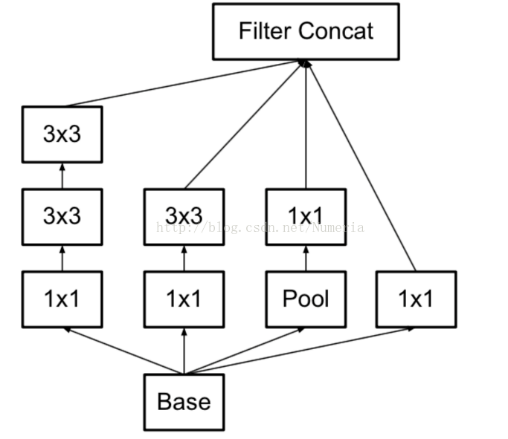 Filter Concat
3x3
3x3 3x3 1x1
http://blog.csdn.net/Numeria
1x1 1x1 Pool 1x1
Base